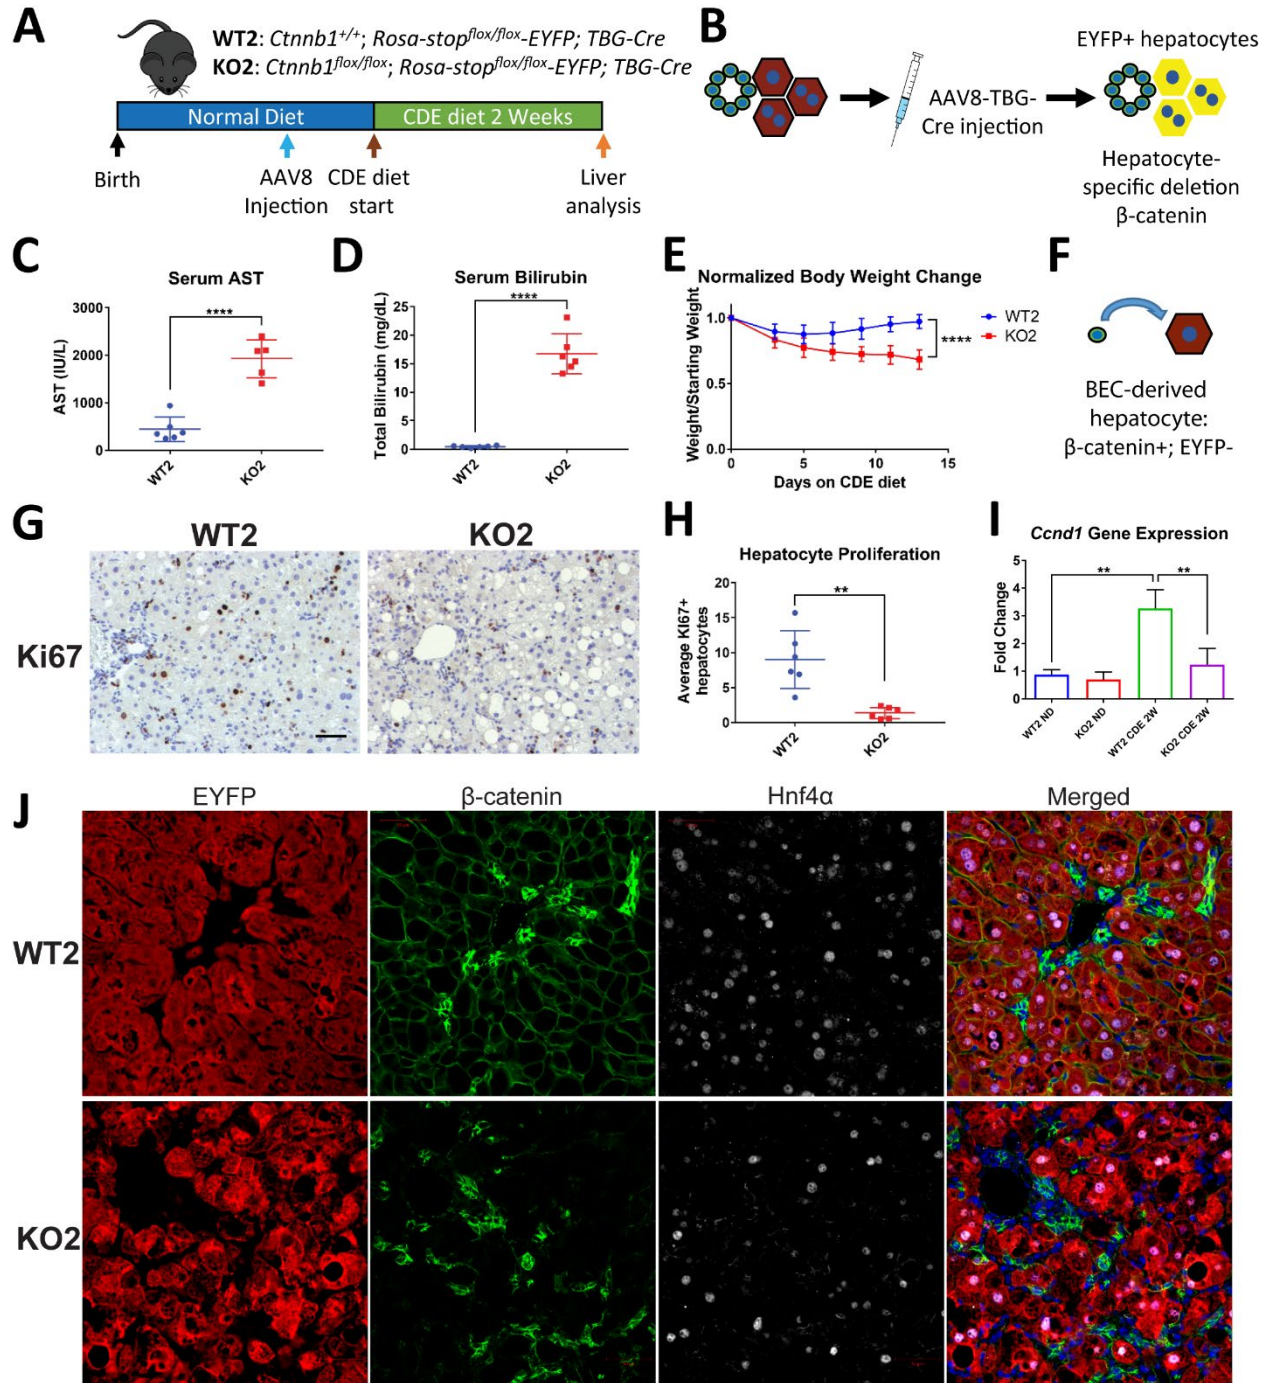 A
WT2: Ctnnb1+/+; Rosa-stopflox/flox-EYFP; TBG-Cre
KO2: Ctnnb1flox/flox; Rosa-stopflox/flox-EYFP; TBG-Cre
Normal Diet
CDE diet 2 Weeks
Birth
AAV8
Injection
CDE diet
start
Liver
analysis
B
AAV8-TBG-
Cre injection
EYFP+ hepatocytes
Hepatocyte-
specific deletion
β-catenin
C
Serum AST
AST (IU/L)
3000
2000
1000
0
****
WT2
KO2
D
Serum Bilirubin
Total Bilirubin (mg/dL)
25
20
15
10
5
0
****
WT2
KO2
E
Normalized Body Weight Change
Weight/Starting Weight
1.0
0.5
0.0
0
5
10
15
Days on CDE diet
WT2
KO2
****
F
BEC-derived
hepatocyte:
β-catenin+; EYFP-
G
WT2
KO2
Ki67
H
Hepatocyte Proliferation
Average KI67+
hepatocytes
20
15
10
5
0
**
WT2
KO2
I
Ccnd1 Gene Expression
Fold Change
5
4
3
2
1
0
**
**
WT2 ND
KO2 ND
WT2 CDE 2W
KO2 CDE 2W
J
EYFP
β-catenin
Hnf4α
Merged
WT2
KO2